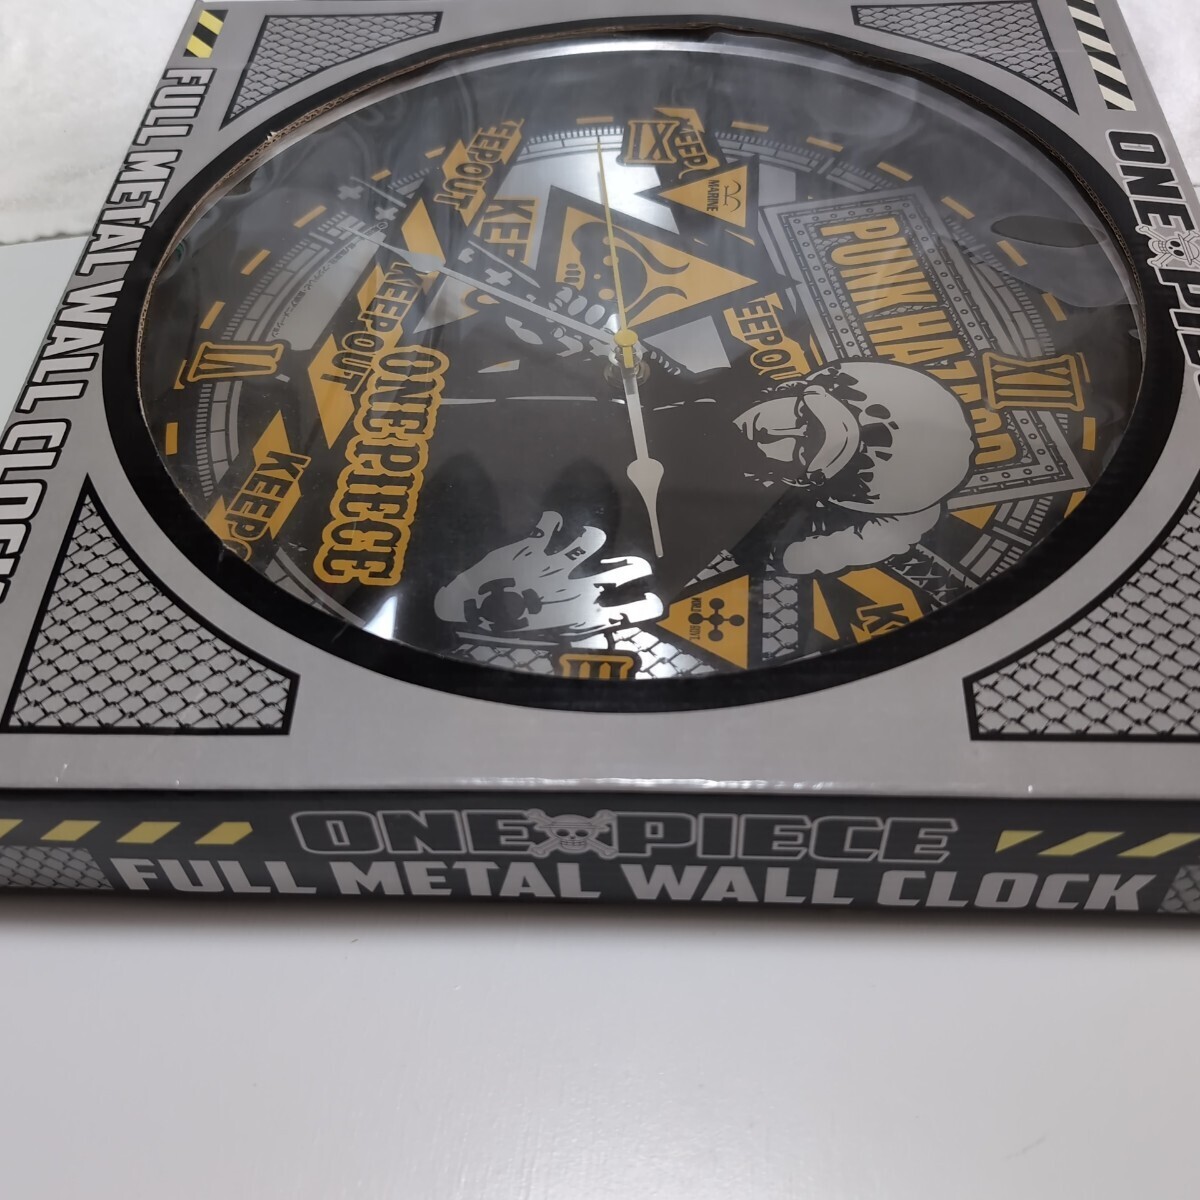 FULL METAL WALL CLOCK
ONE PIECE
KEEP OUT
KEEP
MARINE
PUNK HAZARD
IX
XII
VI
III
KEEP OUT
KEEP OUT
KEEP
ONE PIECE
ONE PIECE
FULL METAL WALL CLOCK